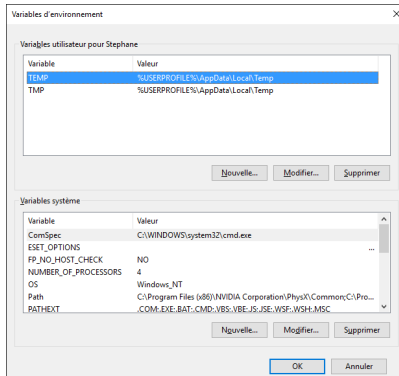 Variables d'environnement
Variables utilisateur pour Stephane
Variable Valeur
TEMP %USERPROFILE%\AppData\Local\Temp
TMP %USERPROFILE%\AppData\Local\Temp
Nouvelle... Modifier... Supprimer
Variables système
Variable Valeur
ComSpec C:\WINDOWS\system32\cmd.exe
ESET_OPTIONS ...
FP_NO_HOST_CHECK NO
NUMBER_OF_PROCESSORS 4
OS Windows_NT
Path C:\Program Files (x86)\NVIDIA Corporation\PhysX\Common;C:\Pro...
PATHEXT .COM;.EXE;.BAT;.CMD;.VBS;.VBE;.JS;.JSE;.WSF;.WSH;.MSC
Nouvelle... Modifier... Supprimer
OK Annuler